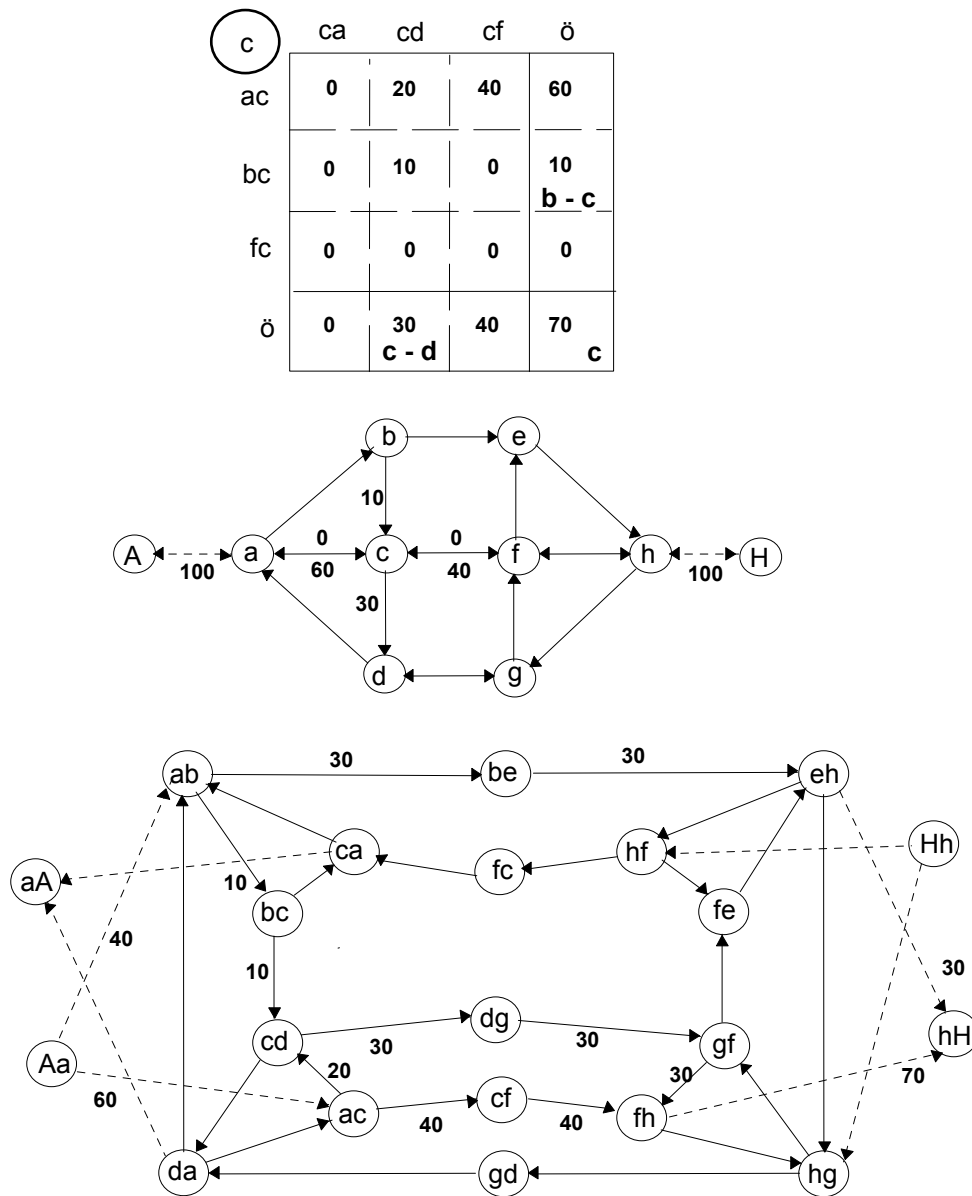 c ca cd cf ö
ac 0 20 40 60
bc 0 10 0 10
b - c
fc 0 0 0 0
ö 0 30 40 70
c - d c
b e
10
A a 0 c 0 f h H
100 60 40 100
30
d g
ab 30 be 30 eh
ca fc hf Hh
aA 10 bc fe
40
10 30
cd dg gf hH
Aa 20 30 30 70
60 ac cf fh
40 40
da gd hg